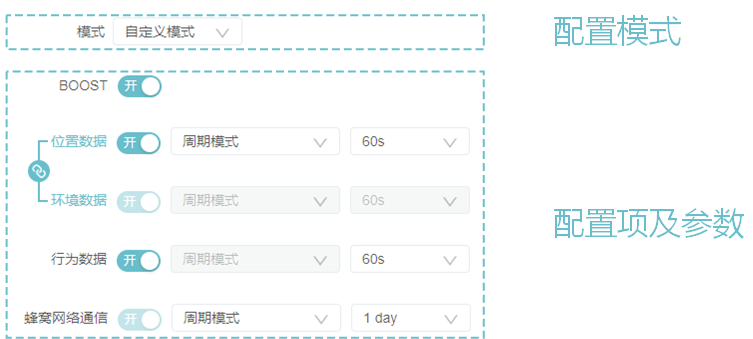 模式 自定义模式 配置模式
BOOST 开
位置数据 开 周期模式 60s
环境数据 开 周期模式 60s
配置项及参数
行为数据 开 周期模式 60s
蜂窝网络通信 开 周期模式 1 day